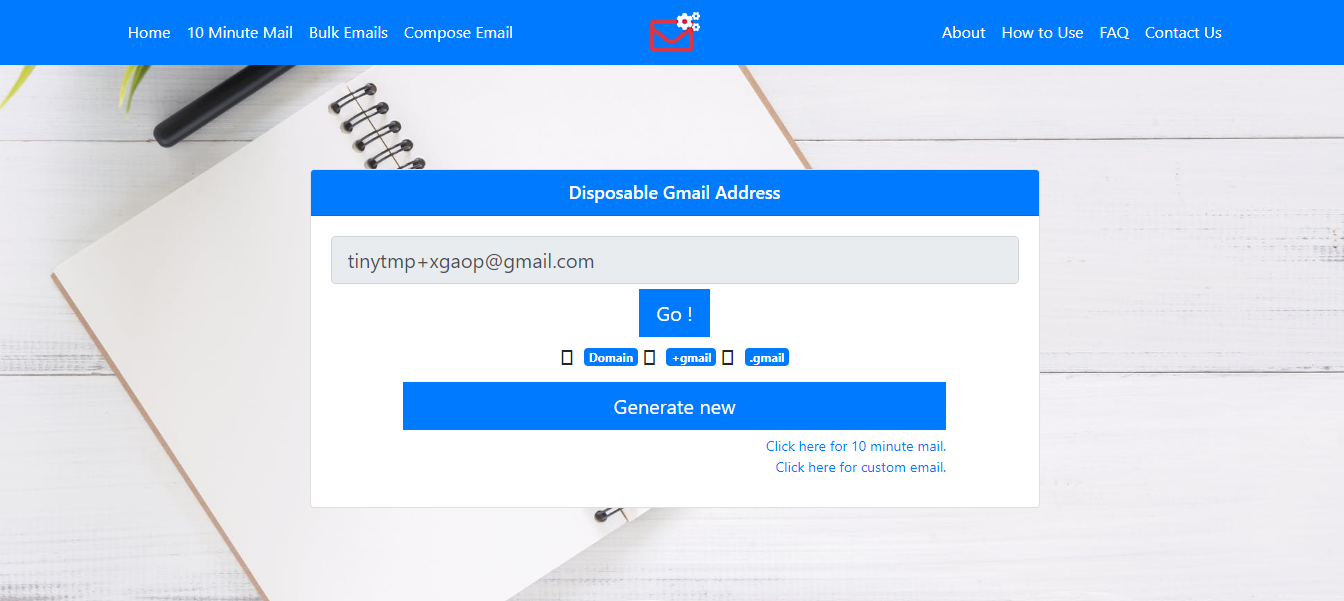 Home 10 Minute Mail Bulk Emails Compose Email About How to Use FAQ Contact Us
Disposable Gmail Address
tinytmp+xgaop@gmail.com
Go !
Domain +gmail .gmail
Generate new
Click here for 10 minute mail.
Click here for custom email.